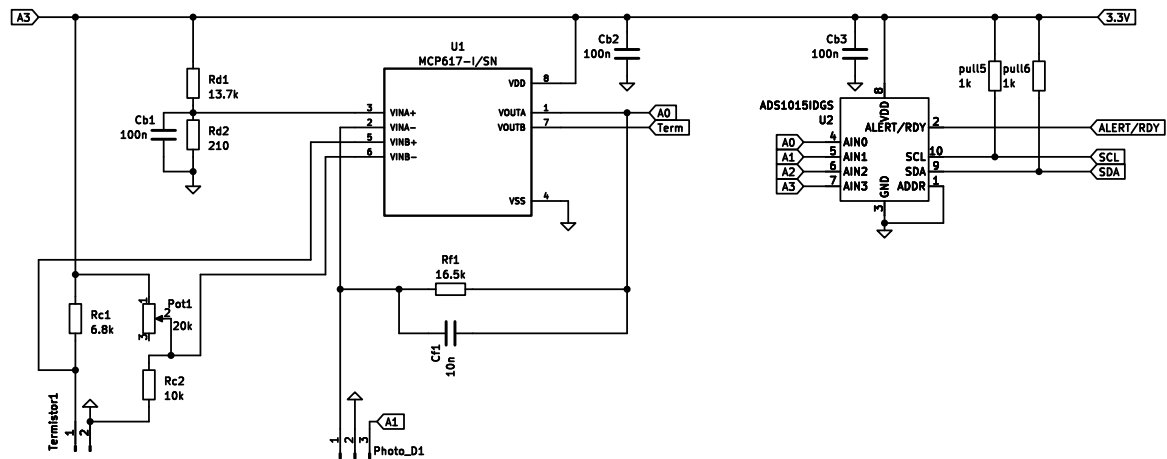 A3
3.3V
Rd1
13.7k
Cb1
100n
Rd2
210
U1
MCP617-I/SN
VDD
8
3
VINA+
2
VINA-
5
VINB+
6
VINB-
VOUTA
1
A0
VOUTB
7
Term
VSS
4
Cb2
100n
Cb3
100n
pull5
1k
pull6
1k
ADS1015IDGS
U2
8
VDD
ALERT/RDY
2
ALERT/RDY
A0
4
AIN0
A1
5
AIN1
A2
6
AIN2
A3
7
AIN3
SCL
10
SCL
SDA
9
SDA
ADDR
1
GND
3
Rf1
16.5k
Cf1
10n
Rc1
6.8k
1
Pot1
2
20k
3
Rc2
10k
Termistor1
1
2
A1
1
2
3
Photo_D1